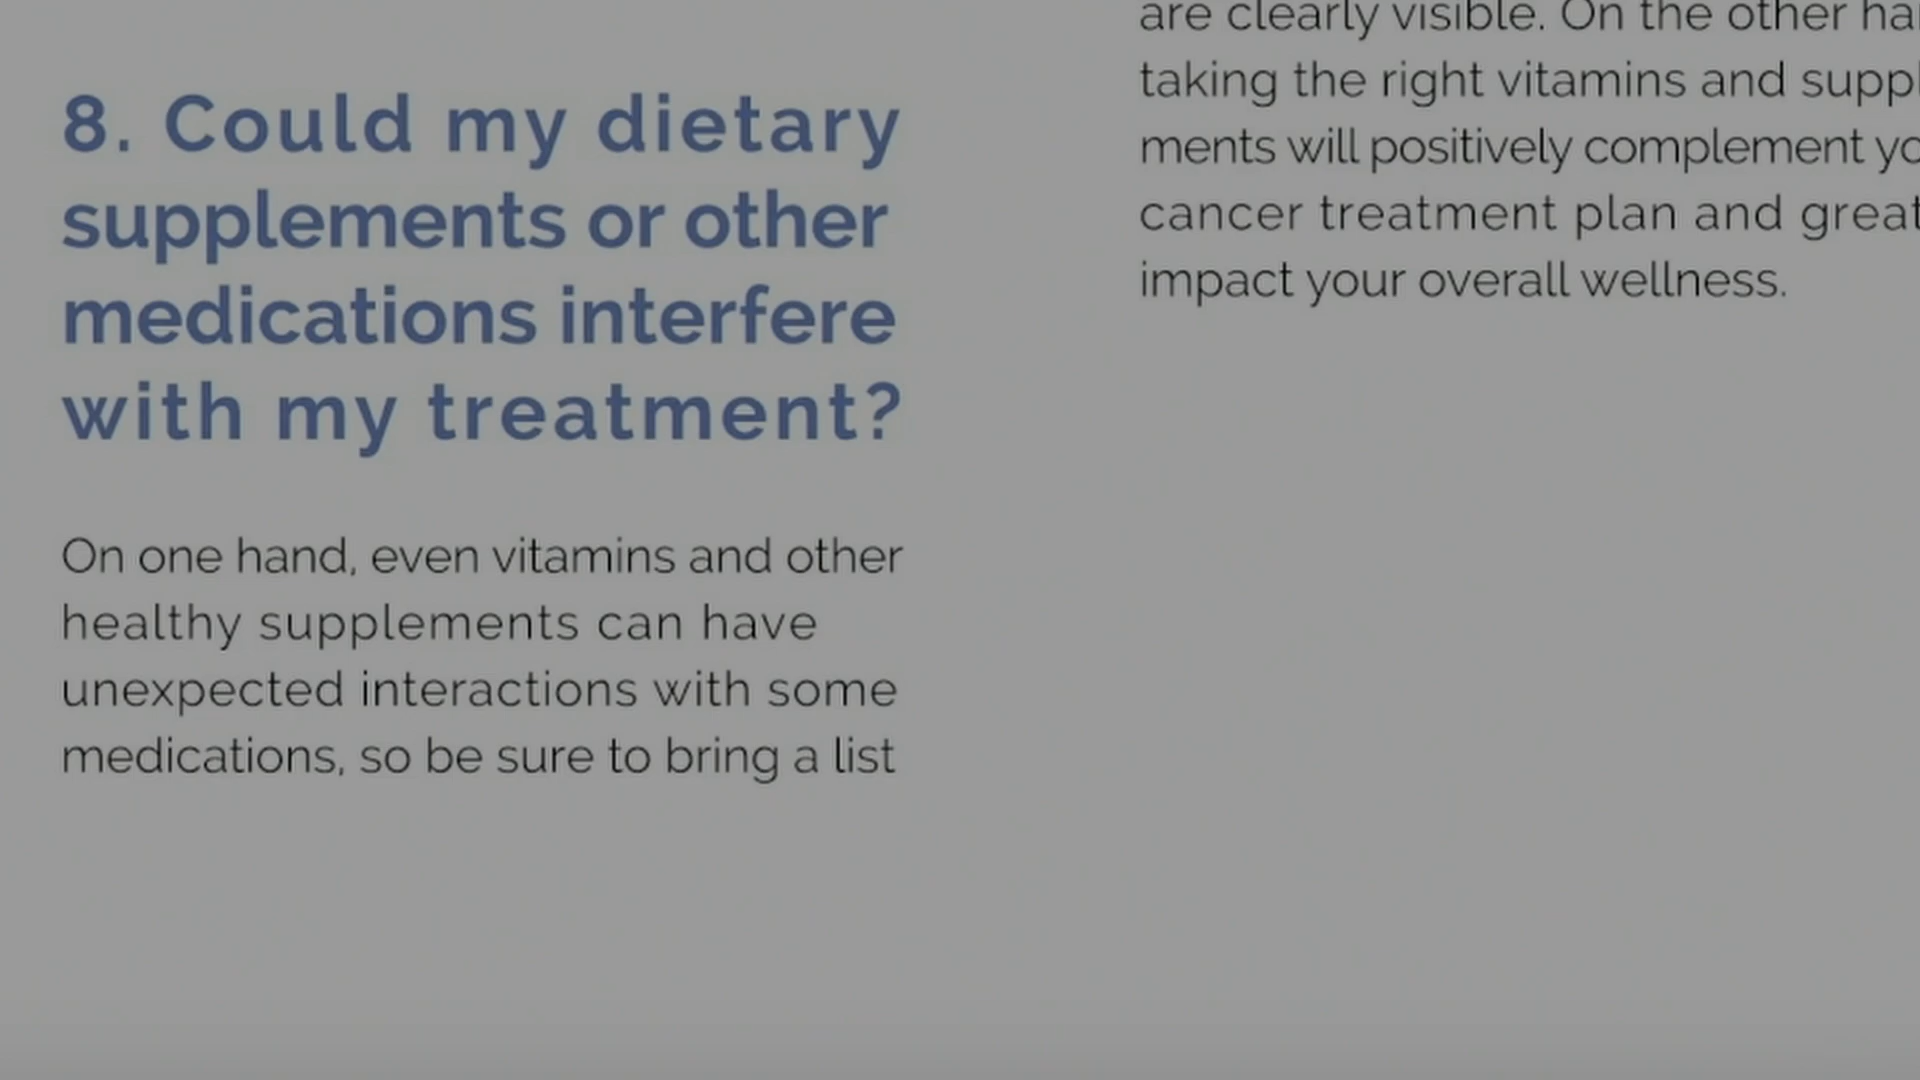 8. Could my dietary
supplements or other
medications interfere
with my treatment?
On one hand, even vitamins and other
healthy supplements can have
unexpected interactions with some
medications, so be sure to bring a list
are clearly visible. On the other
taking the right vitamins and
ments will positively complement
cancer treatment plan and
impact your overall wellness.